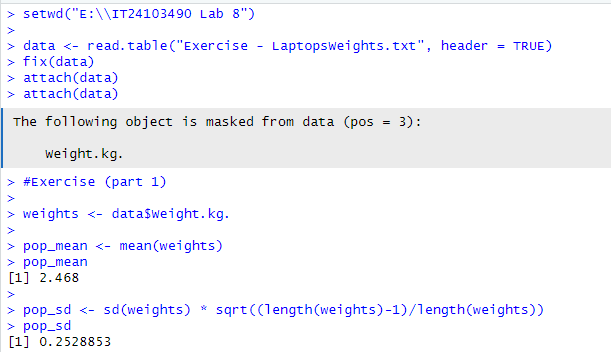 > setwd("E:\\IT24103490 Lab 8")
>
> data <- read.table("Exercise - LaptopsWeights.txt", header = TRUE)
> fix(data)
> attach(data)
> attach(data)
The following object is masked from data (pos = 3):
Weight.kg.
> #Exercise (part 1)
>
> weights <- data$Weight.kg.
>
> pop_mean <- mean(weights)
> pop_mean
[1] 2.468
>
> pop_sd <- sd(weights) * sqrt((length(weights)-1)/length(weights))
> pop_sd
[1] 0.2528853